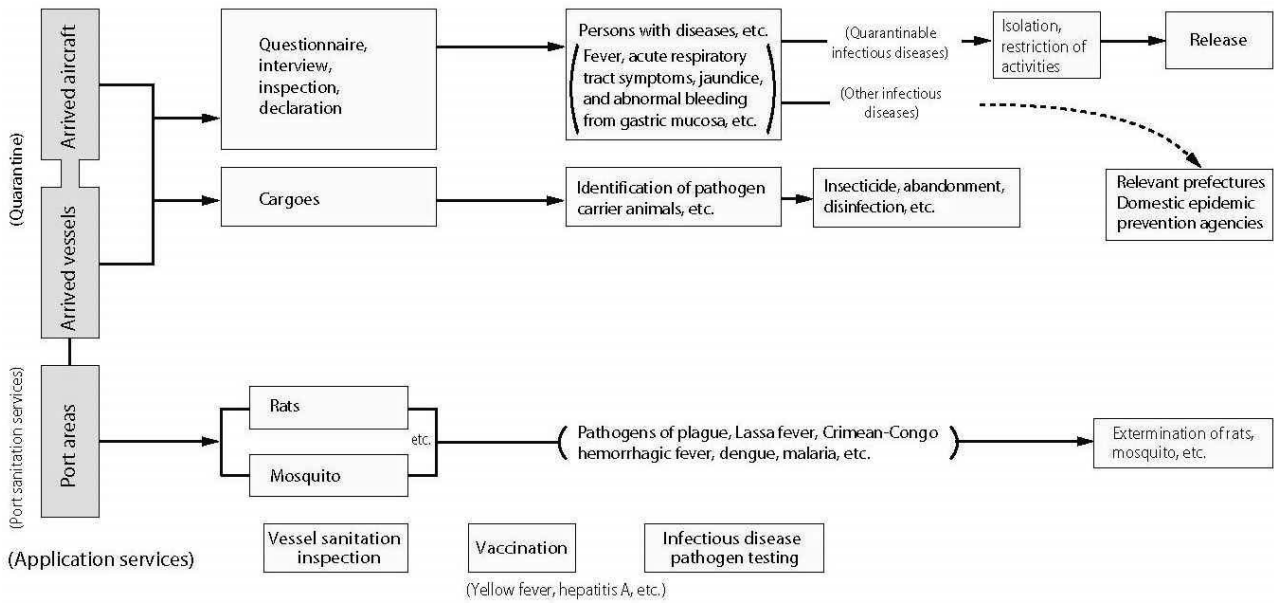 (Quarantine)
Arrived aircraft
Arrived vessels
Questionnaire,
interview,
inspection,
declaration
Persons with diseases, etc.
Fever, acute respiratory
tract symptoms, jaundice,
and abnormal bleeding
from gastric mucosa, etc.
(Quarantinable
infectious diseases)
Isolation,
restriction of
activities
Release
(Other infectious
diseases)
Relevant prefectures
Domestic epidemic
prevention agencies
Cargoes
Identification of pathogen
carrier animals, etc.
Insecticide, abandonment,
disinfection, etc.
(Port sanitation services)
Port areas
Rats
etc.
Mosquito
(Pathogens of plague, Lassa fever, Crimean-Congo
hemorrhagic fever, dengue, malaria, etc.)
Extermination of rats,
mosquito, etc.
(Application services)
Vessel sanitation
inspection
Vaccination
(Yellow fever, hepatitis A, etc.)
Infectious disease
pathogen testing